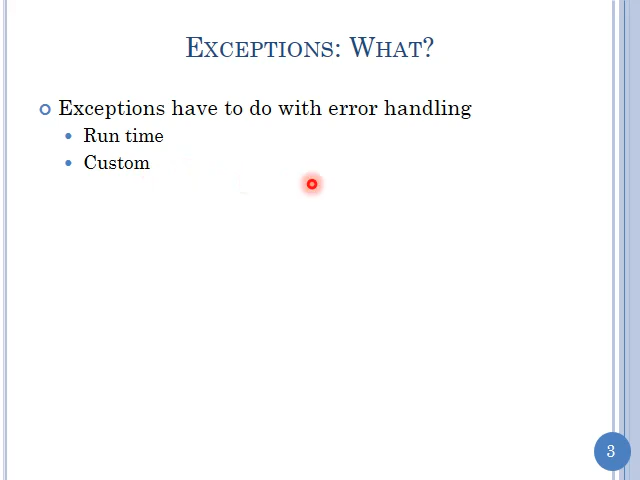 EXCEPTIONS: WHAT?
Exceptions have to do with error handling
Run time
Custom
3